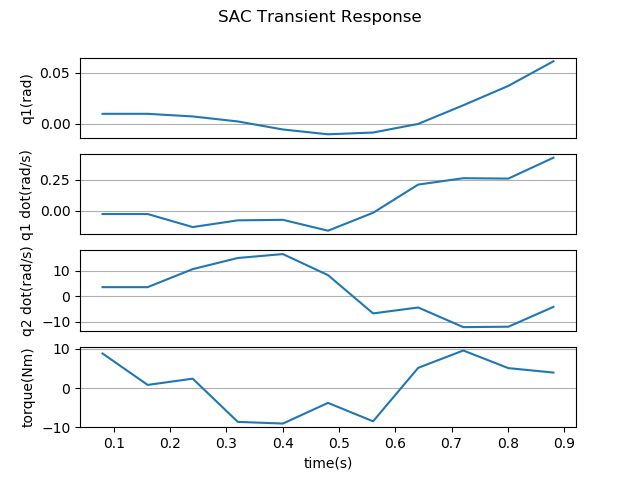 SAC Transient Response
q1(rad)
0.05
0.00
q1 dot(rad/s)
0.25
0.00
q2 dot(rad/s)
10
0
−10
torque(Nm)
10
0
−10
0.1 0.2 0.3 0.4 0.5 0.6 0.7 0.8 0.9
time(s)